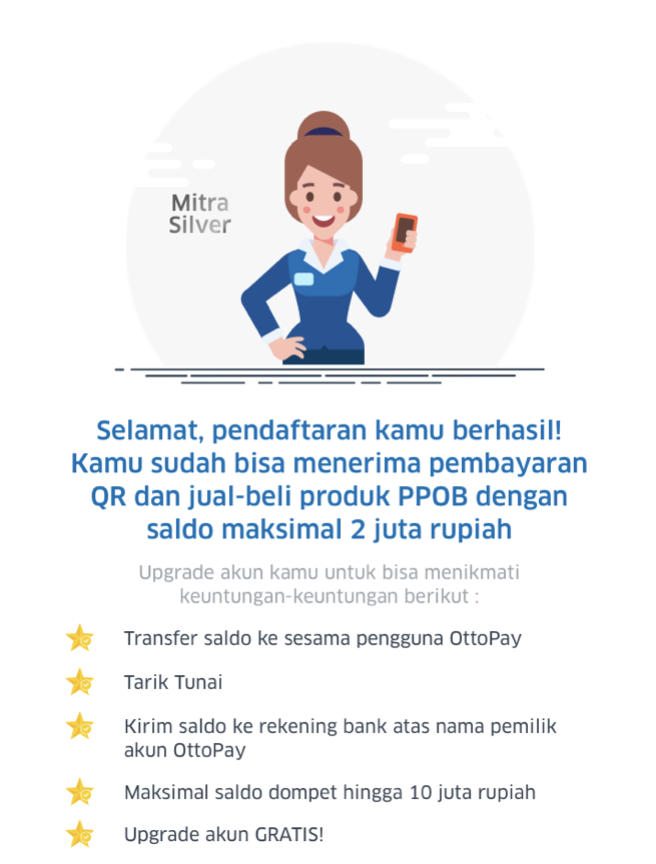 Mitra
Silver
Selamat, pendaftaran kamu berhasil!
Kamu sudah bisa menerima pembayaran
QR dan jual-beli produk PPOB dengan
saldo maksimal 2 juta rupiah
Upgrade akun kamu untuk bisa menikmati
keuntungan-keuntungan berikut :
Transfer saldo ke sesama pengguna OttoPay
Tarik Tunai
Kirim saldo ke rekening bank atas nama pemilik
akun OttoPay
Maksimal saldo dompet hingga 10 juta rupiah
Upgrade akun GRATIS!